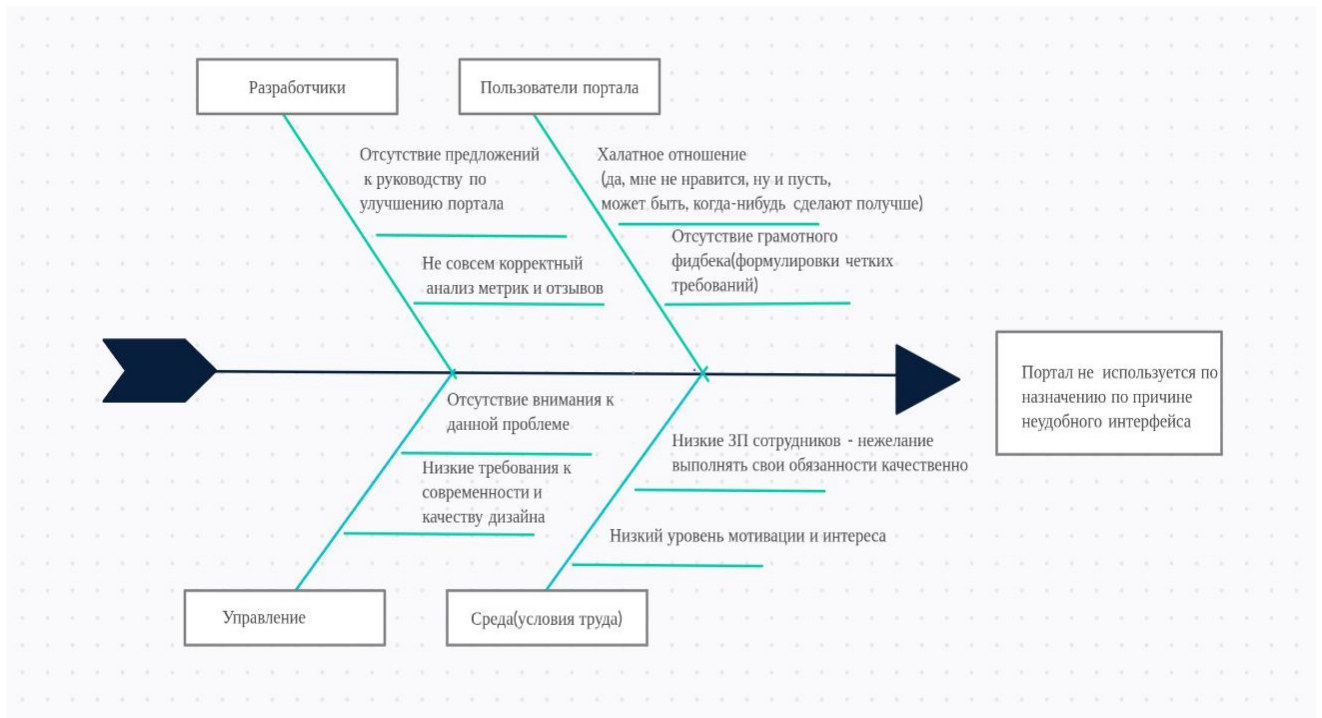 Разработчики
Пользователи портала
Отсутствие предложений
к руководству по
улучшению портала
Халатное отношение
(да, мне не нравится, ну и пусть,
может быть, когда-нибудь сделают получше)
Отсутствие грамотного
фидбека(формулировки четких
требований)
Не совсем корректный
анализ метрик и отзывов
Портал не используется по
назначению по причине
неудобного интерфейса
Отсутствие внимания к
данной проблеме
Низкие требования к
современности и
качеству дизайна
Низкие ЗП сотрудников - нежелание
выполнять свои обязанности качественно
Низкий уровень мотивации и интереса
Управление
Среда(условия труда)